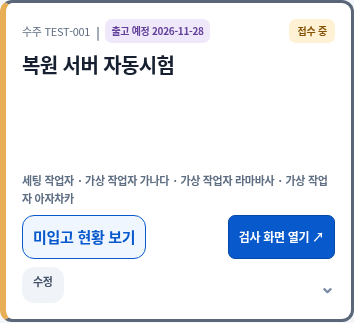 수주 TEST-001 | 출고 예정 2026-11-28 접수 중
복원 서버 자동시험
세팅 작업자 · 가상 작업자 가나다 · 가상 작업자 라마바사 · 가상 작업
자 아자차카
미입고 현황 보기 검사 화면 열기 ↗
수정